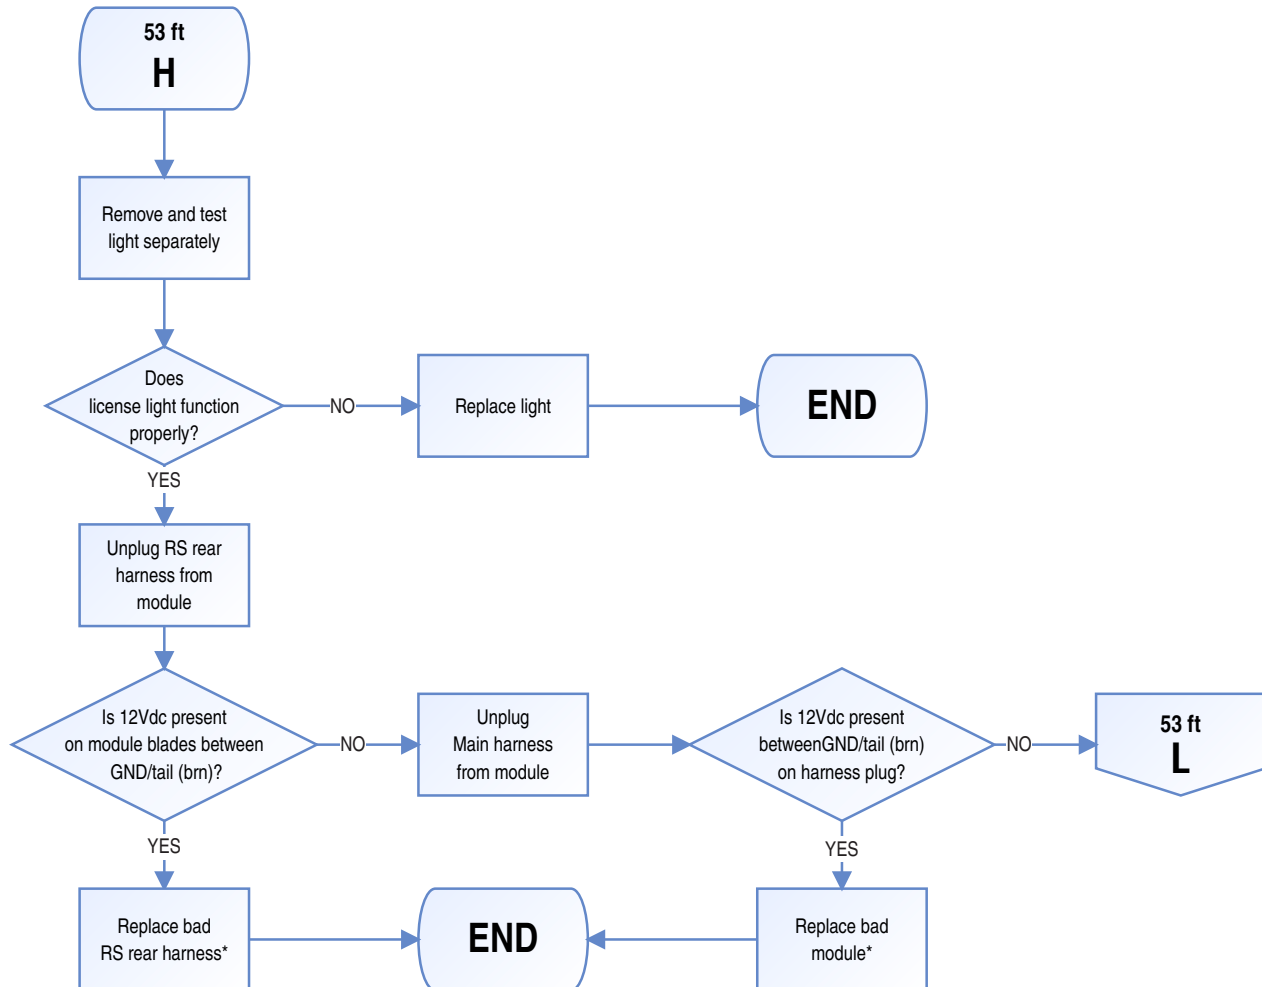 53 ft
H
Remove and test
light separately
Does
license light function
properly?
NO
Replace light
END
YES
Unplug RS rear
harness from
module
Is 12Vdc present
on module blades between
GND/tail (brn)?
NO
Unplug
Main harness
from module
Is 12Vdc present
betweenGND/tail (brn)
on harness plug?
NO
53 ft
L
YES
YES
Replace bad
RS rear harness*
END
Replace bad
module*